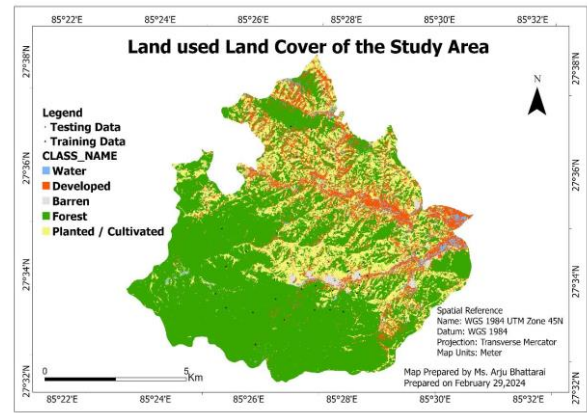 85°22'E 85°24'E 85°26'E 85°28'E 85°30'E 85°32'E
Land used Land Cover of the Study Area
27°38'N 27°38'N
N
Legend
Testing Data
Training Data
CLASS_NAME
Water
Developed
Barren
Forest
Planted / Cultivated
27°36'N 27°36'N
27°34'N 27°34'N
Spatial Reference
Name: WGS 1984 UTM Zone 45N
Datum: WGS 1984
Projection: Transverse Mercator
Map Units: Meter
Map Prepared by Ms. Arju Bhattarai
Prepared on February 29,2024
0 5
Km
27°32'N 27°32'N
85°22'E 85°24'E 85°26'E 85°28'E 85°30'E 85°32'E